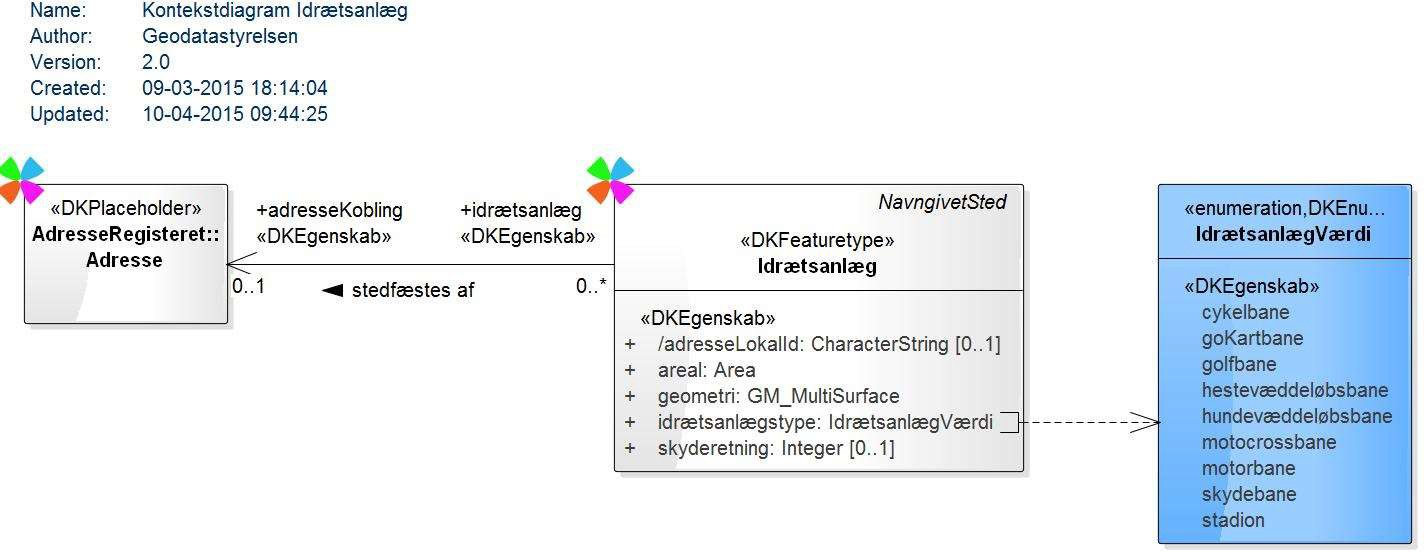 Name: Kontekstdiagram Idrætsanlæg
Author: Geodatastyrelsen
Version: 2.0
Created: 09-03-2015 18:14:04
Updated: 10-04-2015 09:44:25
«DKPlaceholder»
AdresseRegisteret::
Adresse
+adresseKobling
«DKEgenskab»
0..1
+idrætsanlæg
«DKEgenskab»
0..*
◄ stedfæstes af
NavngivetSted
«DKFeaturetype»
Idrætsanlæg
«DKEgenskab»
+ /adresseLokalId: CharacterString [0..1]
+ areal: Area
+ geometri: GM_MultiSurface
+ idrætsanlægstype: IdrætsanlægVærdi
+ skyderetning: Integer [0..1]
«enumeration,DKEnu...
IdrætsanlægVærdi
«DKEgenskab»
cykelbane
goKartbane
golfbane
hestevæddeløbsbane
hundevæddeløbsbane
motocrossbane
motorbane
skydebane
stadion